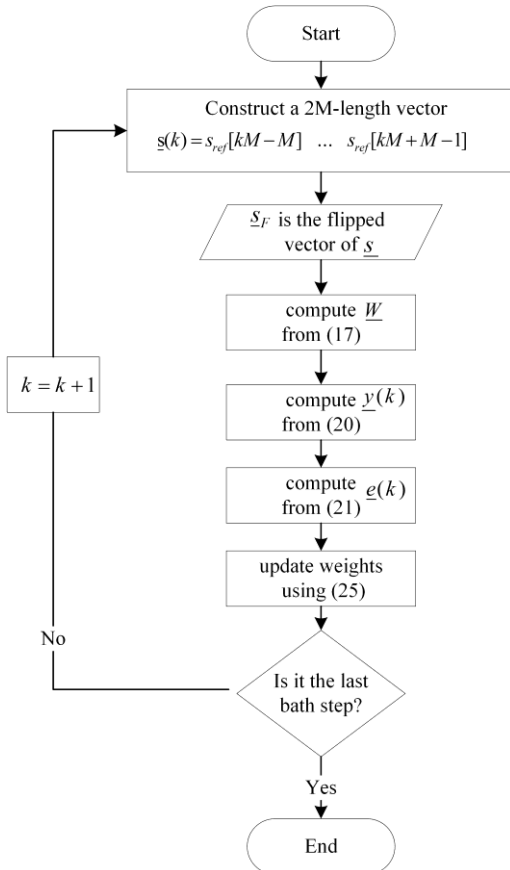 Start
Construct a 2M-length vector
s(k) = s_ref[kM − M] ... s_ref[kM + M − 1]
s_F is the flipped
vector of s
compute W
from (17)
k = k + 1
compute y(k)
from (20)
compute e(k)
from (21)
update weights
using (25)
No
Is it the last
bath step?
Yes
End